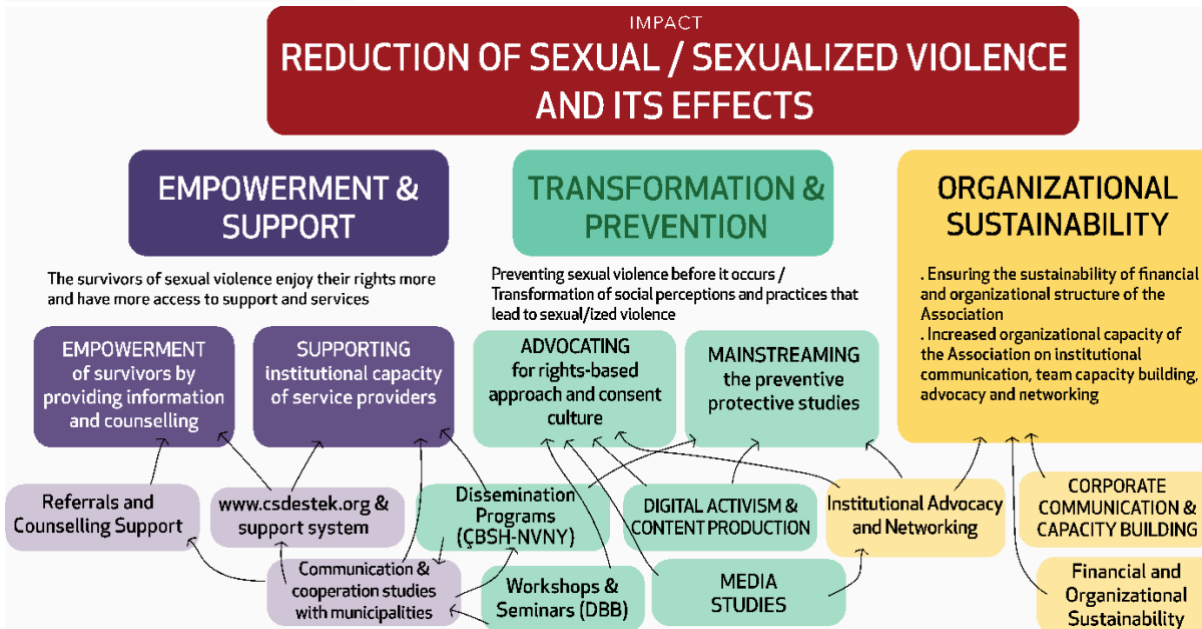 IMPACT
REDUCTION OF SEXUAL / SEXUALIZED VIOLENCE
AND ITS EFFECTS
EMPOWERMENT &
SUPPORT
The survivors of sexual violence enjoy their rights more
and have more access to support and services
TRANSFORMATION &
PREVENTION
Preventing sexual violence before it occurs /
Transformation of social perceptions and practices that
lead to sexual/ized violence
ORGANIZATIONAL
SUSTAINABILITY
. Ensuring the sustainability of financial
and organizational structure of the
Association
. Increased organizational capacity of
the Association on institutional
communication, team capacity building,
advocacy and networking
EMPOWERMENT
of survivors by
providing information
and counselling
SUPPORTING
institutional capacity
of service providers
ADVOCATING
for rights-based
approach and consent
culture
MAINSTREAMING
the preventive
protective studies
Referrals and
Counselling Support
www.csdestek.org &
support system
Dissemination
Programs
(ÇBSH-NVNY)
DIGITAL ACTIVISM &
CONTENT PRODUCTION
Institutional Advocacy
and Networking
CORPORATE
COMMUNICATION &
CAPACITY BUILDING
Communication &
cooperation studies
with municipalities
Workshops &
Seminars (DBB)
MEDIA
STUDIES
Financial and
Organizational
Sustainability